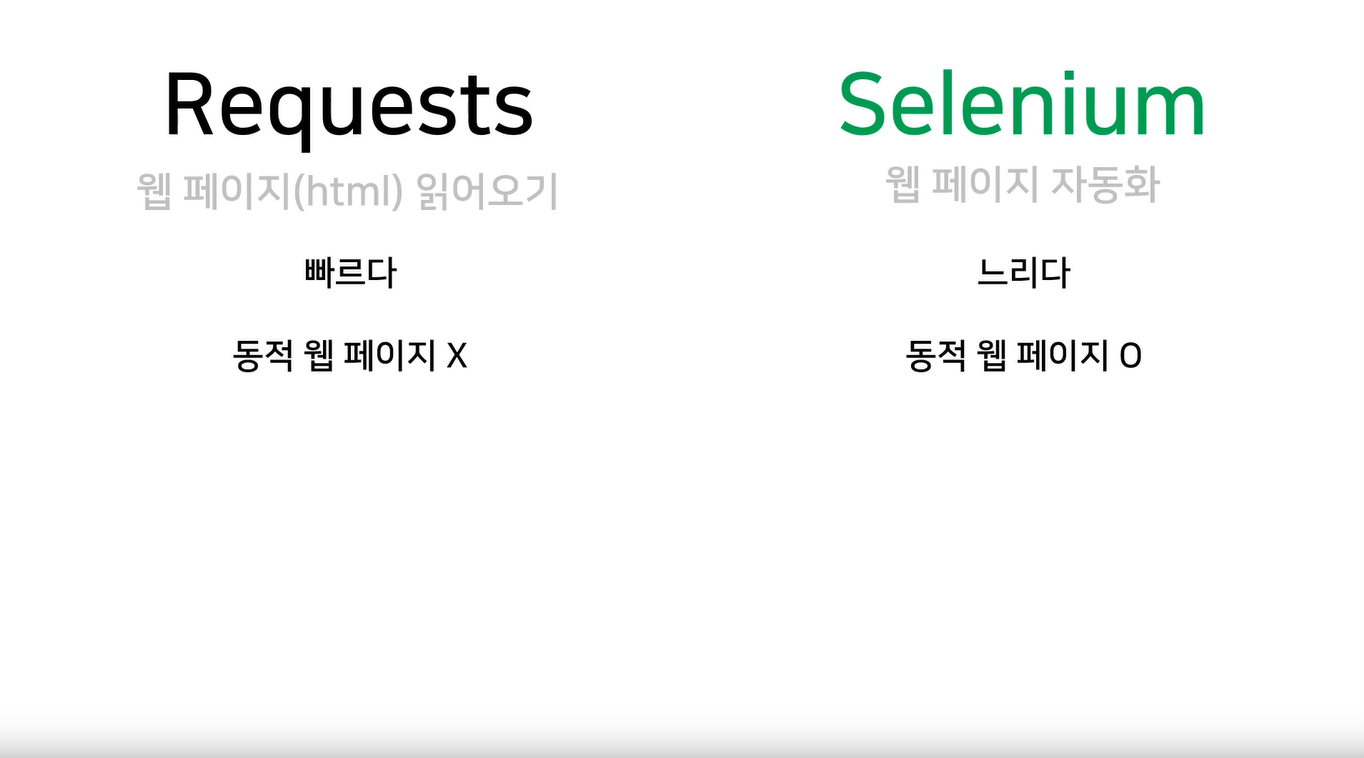 Requests
웹 페이지(html) 읽어오기
빠르다
동적 웹 페이지 X
Selenium
웹 페이지 자동화
느리다
동적 웹 페이지 O